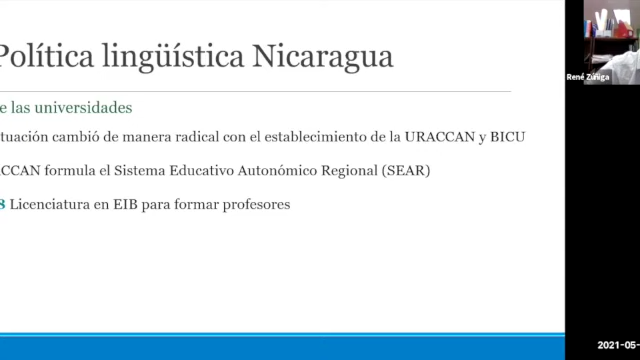 Política lingüística Nicaragua
e las universidades
tuación cambió de manera radical con el establecimiento de la URACCAN y BICU
CCAN formula el Sistema Educativo Autonómico Regional (SEAR)
8 Licenciatura en EIB para formar profesores
René Zúñiga
2021-05-